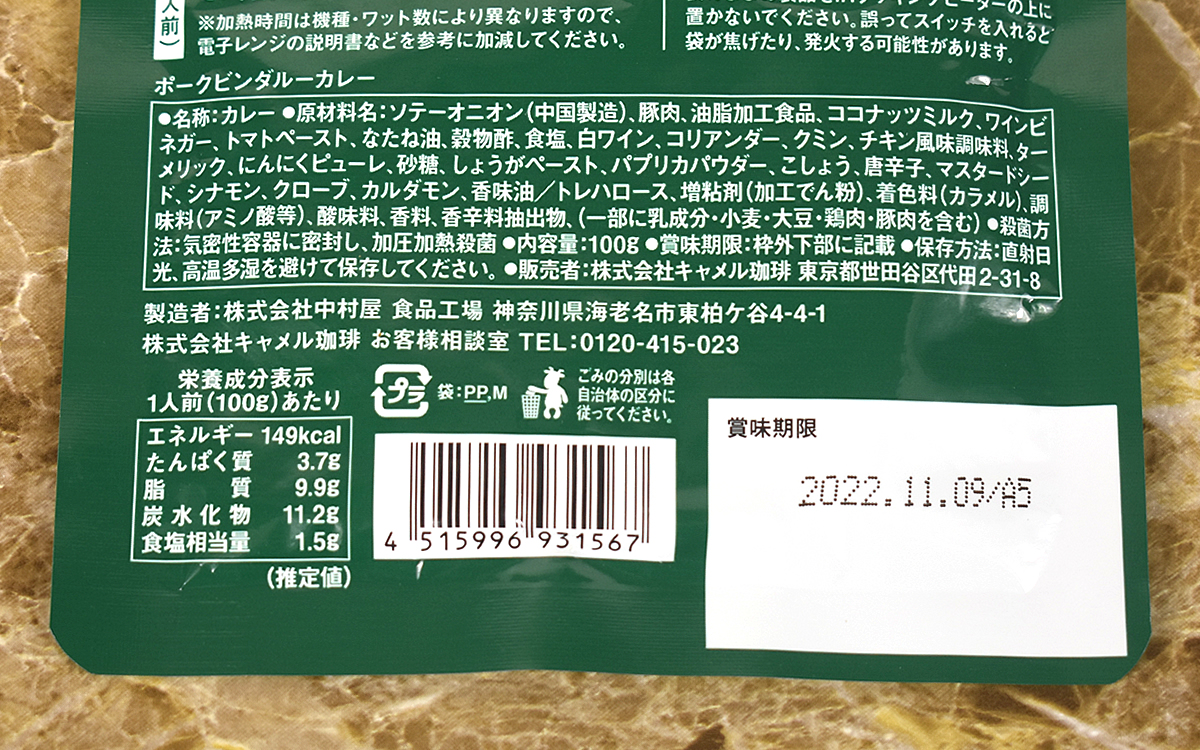 人前)
※加熱時間は機種・ワット数により異なりますので、
電子レンジの説明書などを参考に加減してください。
ーターの上に
置かないでください。誤ってスイッチを入れると
袋が焦げたり、発火する可能性があります。
ポークビンダルーカレー
●名称:カレー ●原材料名:ソテーオニオン(中国製造)、豚肉、油脂加工食品、ココナッツミルク、ワインビ
ネガー、トマトペースト、なたね油、穀物酢、食塩、白ワイン、コリアンダー、クミン、チキン風味調味料、ター
メリック、にんにくピューレ、砂糖、しょうがペースト、パプリカパウダー、こしょう、唐辛子、マスタードシー
ド、シナモン、クローブ、カルダモン、香味油／トレハロース、増粘剤(加工でん粉)、着色料(カラメル)、調
味料(アミノ酸等)、酸味料、香料、香辛料抽出物、(一部に乳成分・小麦・大豆・鶏肉・豚肉を含む) ●殺菌方
法:気密性容器に密封し、加圧加熱殺菌 ●内容量:100g ●賞味期限:枠外下部に記載 ●保存方法:直射日
光、高温多湿を避けて保存してください。 ●販売者:株式会社キャメル珈琲 東京都世田谷区代田2-31-8
製造者:株式会社中村屋 食品工場 神奈川県海老名市東柏ケ谷4-4-1
株式会社キャメル珈琲 お客様相談室 TEL:0120-415-023
栄養成分表示
1人前(100g)あたり
エネルギー 149kcal
たんぱく質 3.7g
脂質 9.9g
炭水化物 11.2g
食塩相当量 1.5g
(推定値)
プラ
袋:PP,M
ごみの分別は各
自治体の区分に
従ってください。
4 515996 931567
賞味期限
2022.11.09/A5